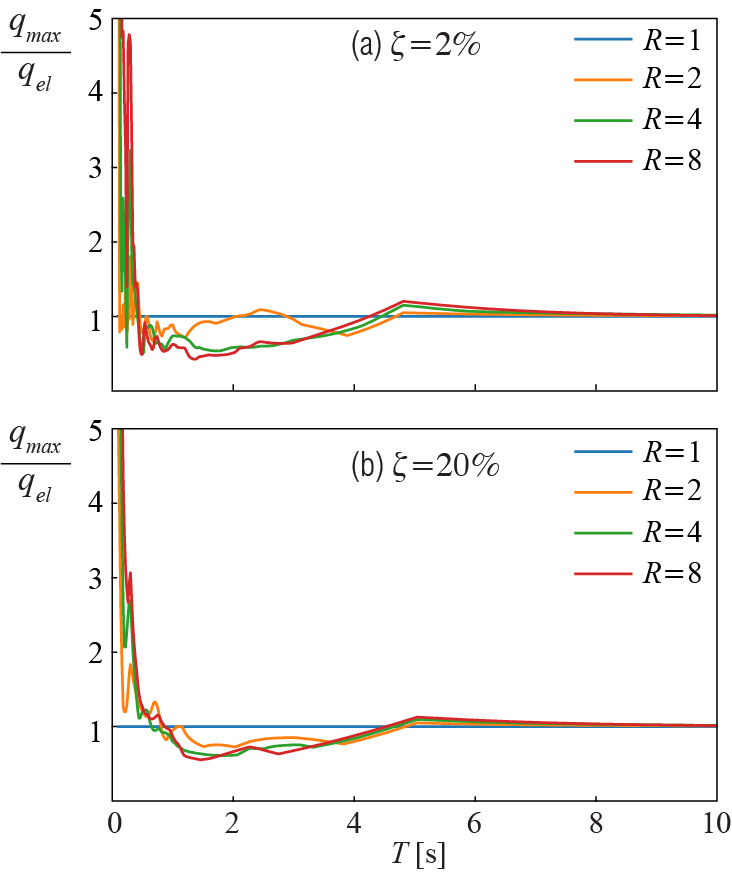 q_max
q_el
(a) ζ=2%
R=1
R=2
R=4
R=8
5
4
3
2
1
q_max
q_el
(b) ζ=20%
R=1
R=2
R=4
R=8
5
4
3
2
1
0 2 4 6 8 10
T [s]